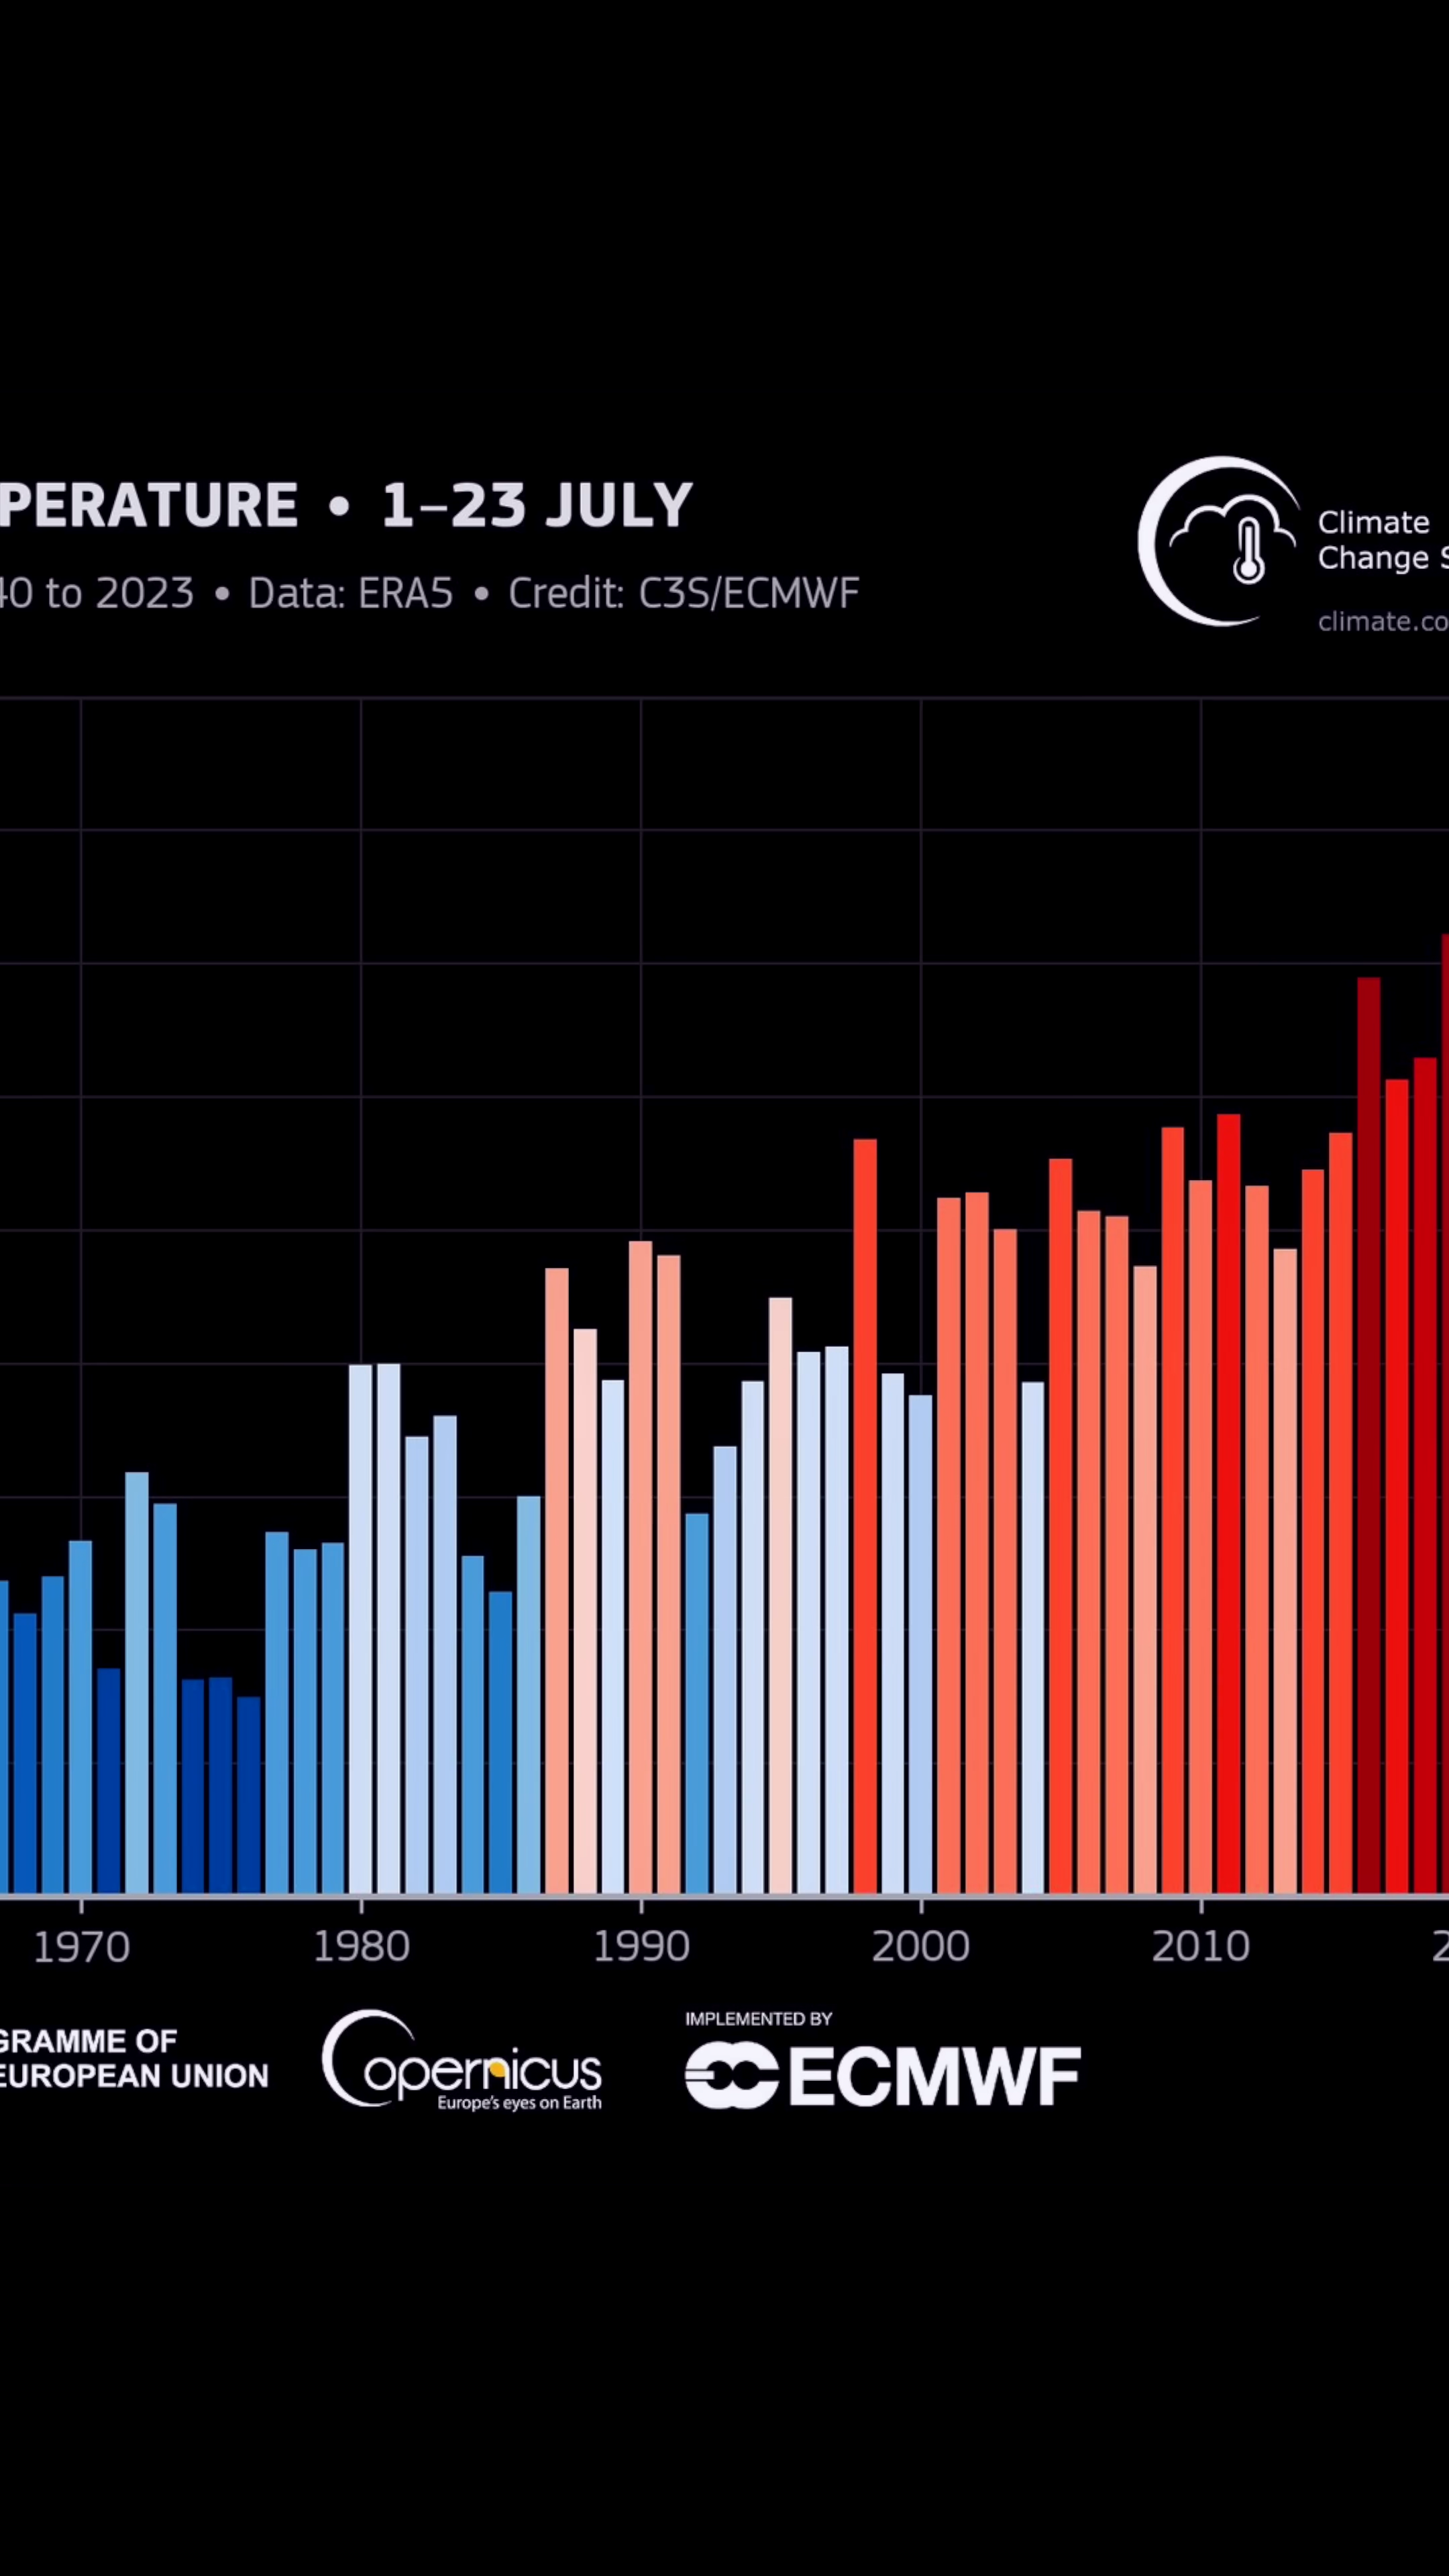 PERATURE • 1–23 JULY
40 to 2023 • Data: ERA5 • Credit: C3S/ECMWF
Climate
Change S
climate.co
1970 1980 1990 2000 2010 2
GRAMME OF
EUROPEAN UNION
Copernicus
Europe's eyes on Earth
IMPLEMENTED BY
ECMWF